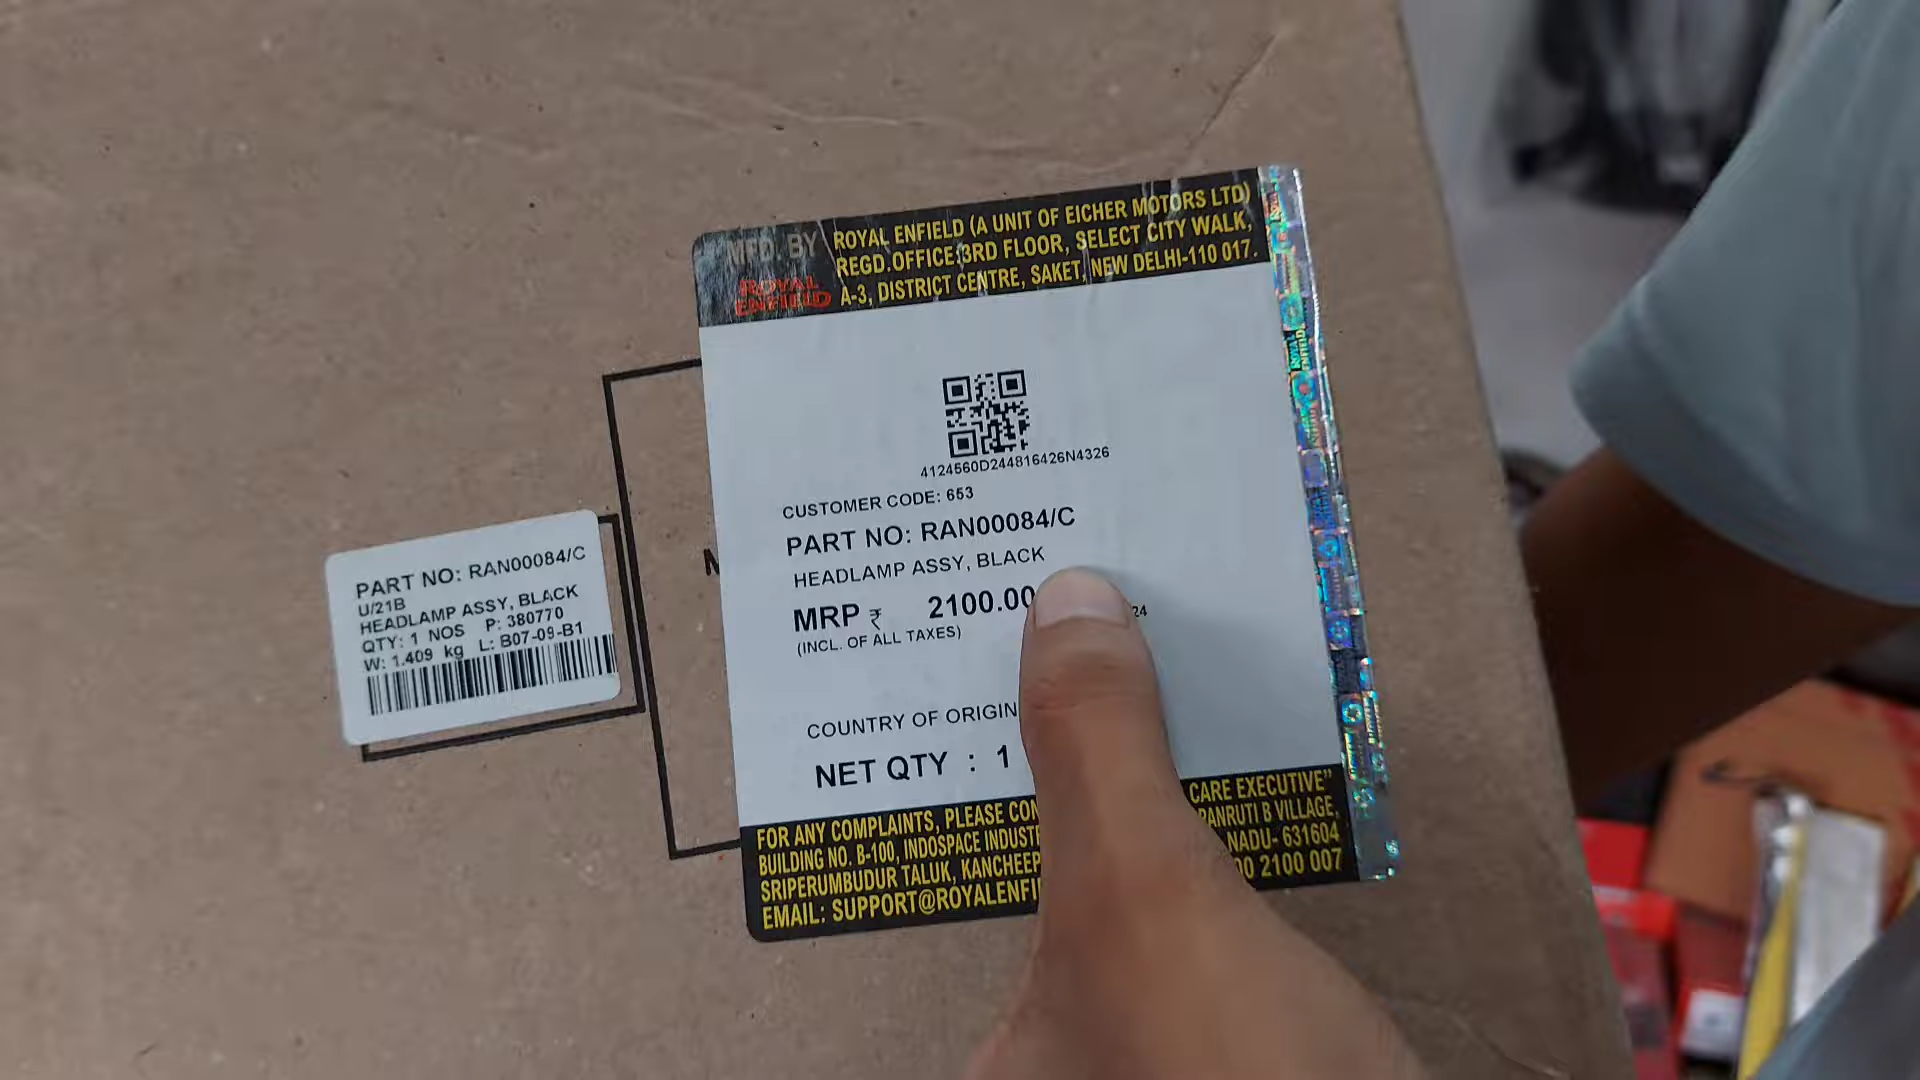 MFD. BY
ROYAL ENFIELD
ROYAL ENFIELD (A UNIT OF EICHER MOTORS LTD)
REGD.OFFICE:3RD FLOOR, SELECT CITY WALK,
A-3, DISTRICT CENTRE, SAKET, NEW DELHI-110 017.
4124560D244816426N4326
CUSTOMER CODE: 653
PART NO: RAN00084/C
HEADLAMP ASSY, BLACK
MRP ₹ 2100.00
24
(INCL. OF ALL TAXES)
COUNTRY OF ORIGIN
NET QTY : 1
FOR ANY COMPLAINTS, PLEASE CON CARE EXECUTIVE”
BUILDING NO. B-100, INDOSPACE INDUST PANRUTI B VILLAGE,
SRIPERUMBUDUR TALUK, KANCHEEP NADU- 631604
EMAIL: SUPPORT@ROYALENFI 00 2100 007
PART NO: RAN00084/C
U/21B
HEADLAMP ASSY, BLACK
QTY: 1 NOS P: 380770
W: 1.409 kg L: B07-09-B1
ROYAL ENFIELD